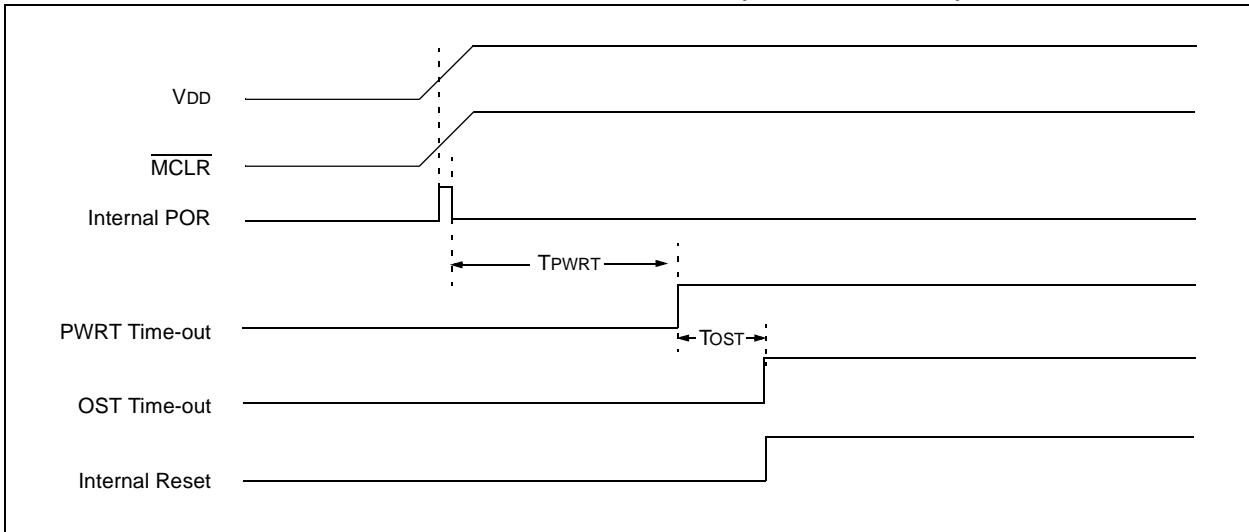 VDD
MCLR
Internal POR
TPWRT
PWRT Time-out
TOST
OST Time-out
Internal Reset